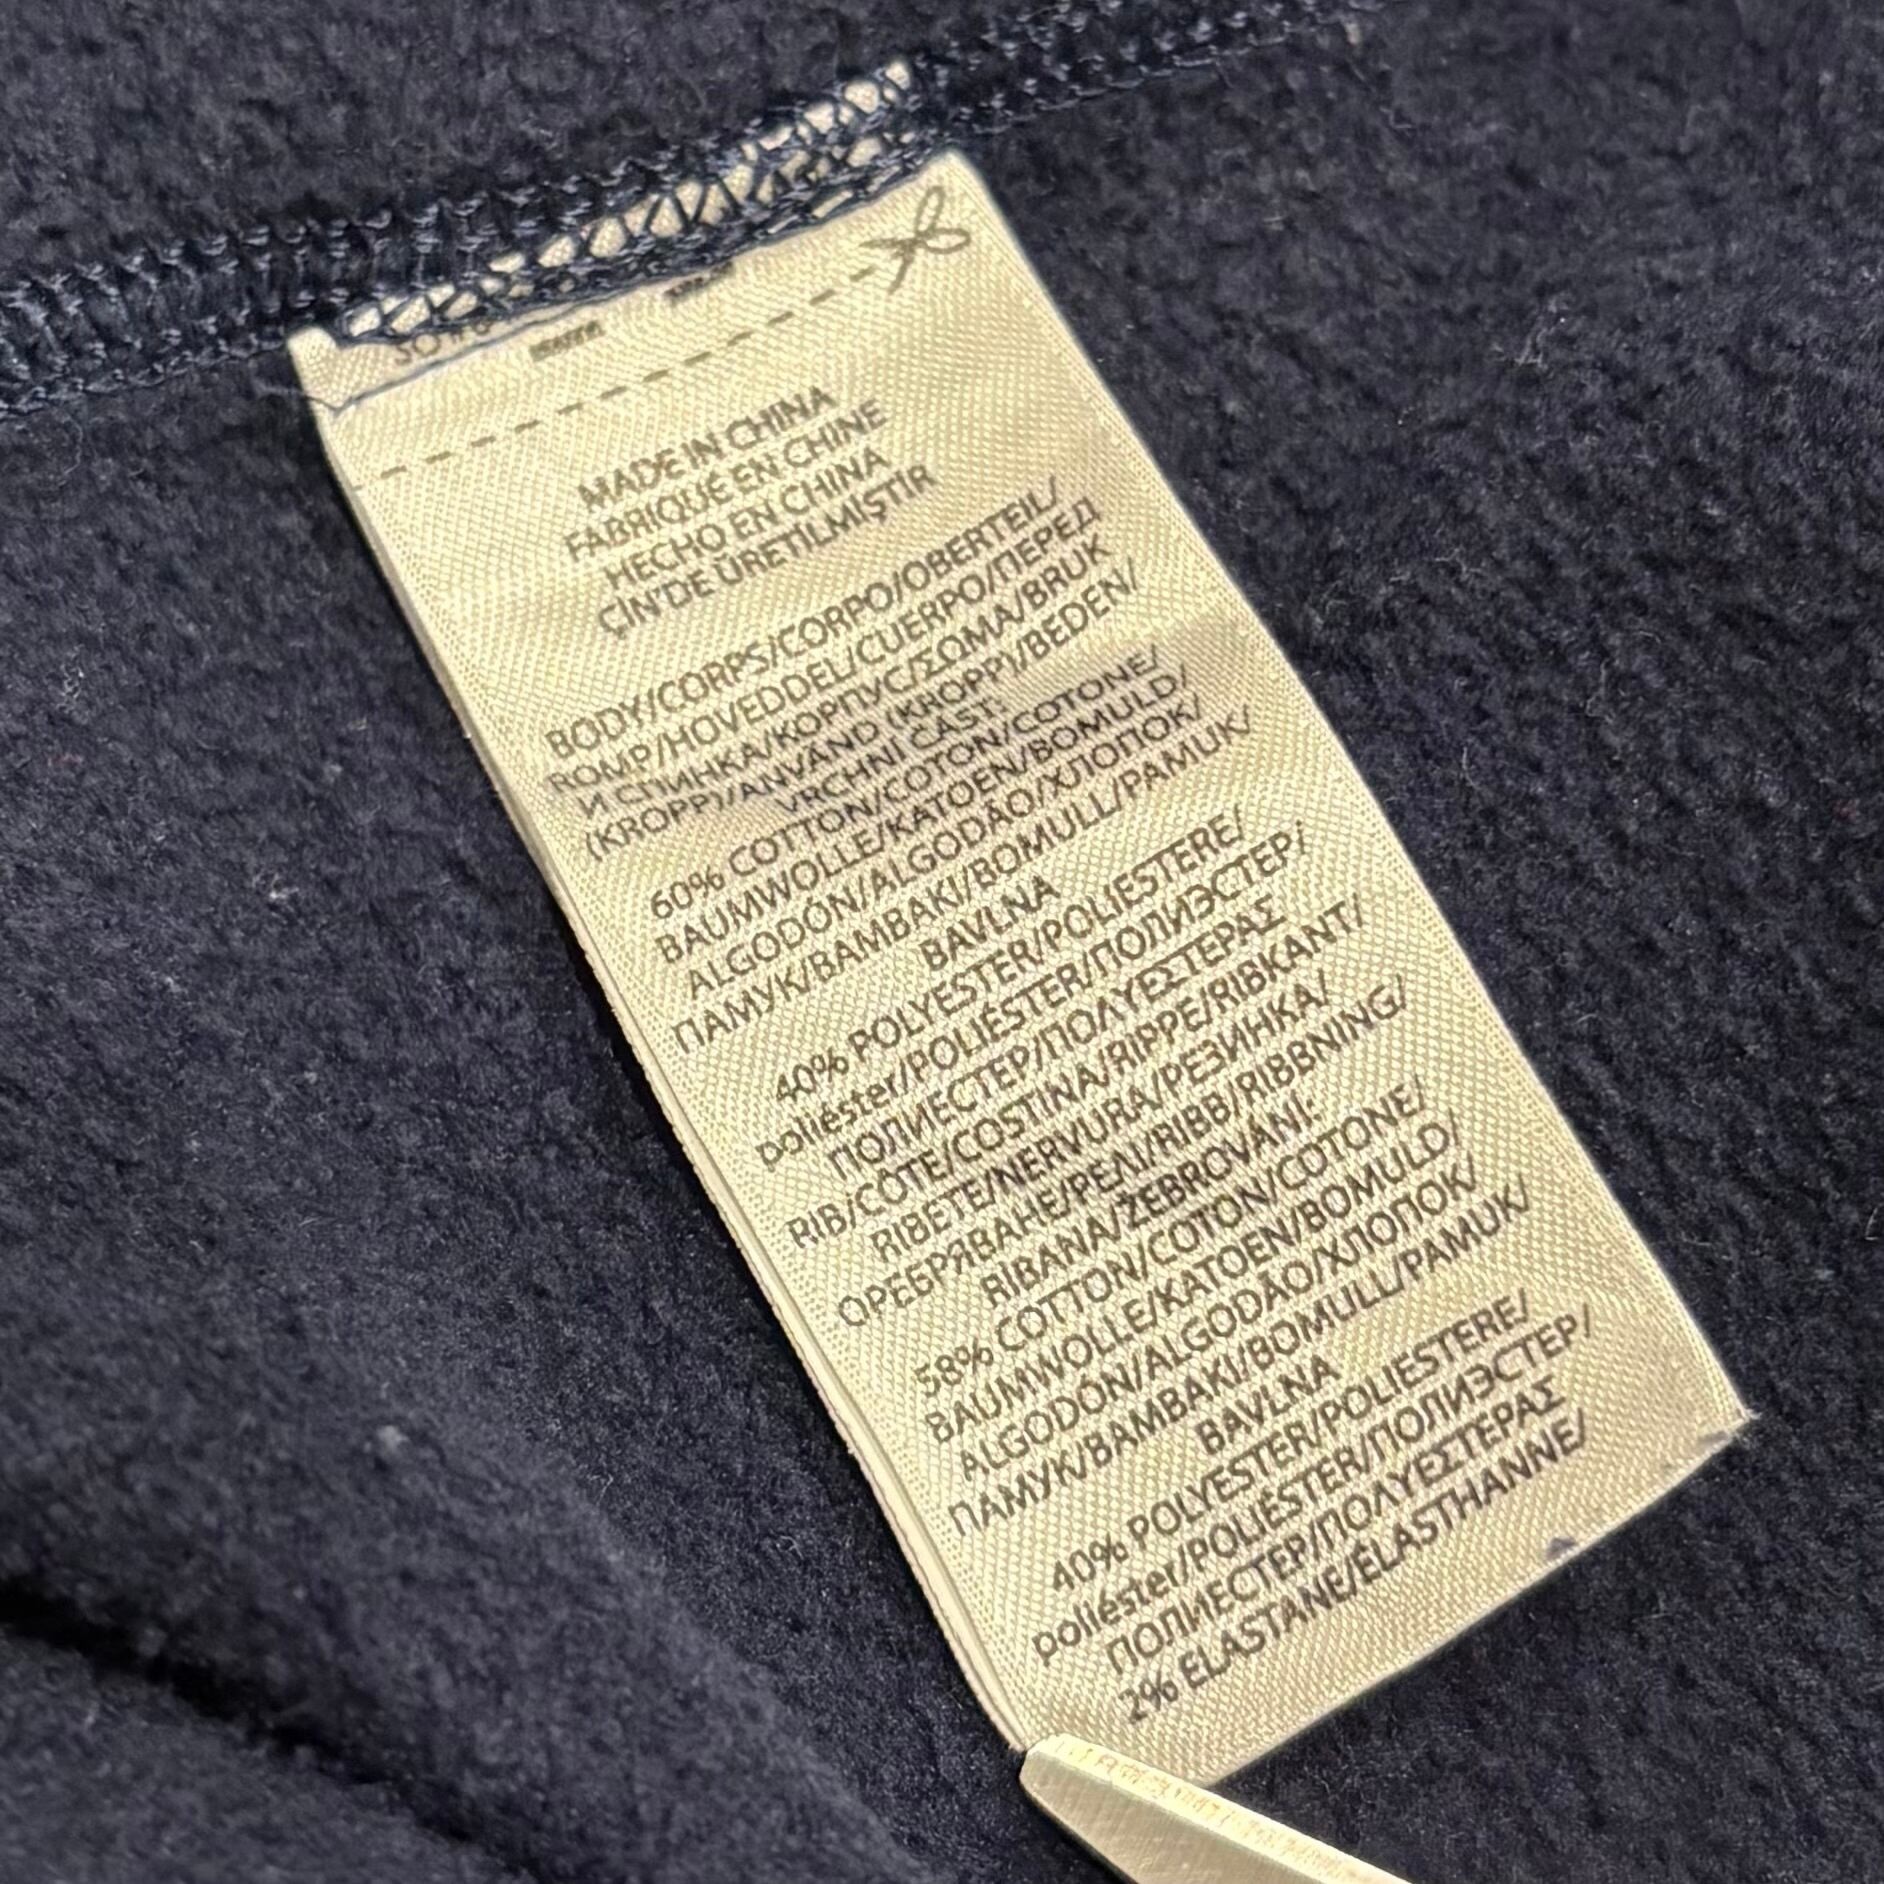 MADE IN CHINA
FABRIQUÉ EN CHINE
HECHO EN CHINA
ÇİN'DE ÜRETİLMİŞTİR
BODY/CORPS/CORPO/OBERTEIL/
ROMP/HOVEDDEL/CUERPO/ПЕРЕД
И СПИНКА/КОРПУС/ΣΩΜΑ/BRUK
(KROPP)/ANVÄND (KROPP)/BEDEN/
VRCHNÍ ČÁST:
60% COTTON/COTON/COTONE/
BAUMWOLLE/KATOEN/BOMULD/
ALGODÓN/ALGODÃO/ХЛОПОК/
ПАМУК/BAMBAKI/BOMULL/PAMUK/
BAVLNA
40% POLYESTER/POLIESTERE/
poliéster/POLIÉSTER/ПОЛИЭСТЕР/
ПОЛИЕСТЕР/ΠΟΛΥΕΣΤΕΡΑΣ
RIB/CÔTE/COSTINA/RIPPE/RIBKANT/
RIBETE/NERVURA/РЕЗИНКА/
ОРЕБРЯВАНЕ/ΡΕΛΙ/RIBB/RIBBNING/
RİBANA/ŽEBROVÁNÍ:
58% COTTON/COTON/COTONE/
BAUMWOLLE/KATOEN/BOMULD/
ALGODÓN/ALGODÃO/ХЛОПОК/
ПАМУК/BAMBAKI/BOMULL/PAMUK/
BAVLNA
40% POLYESTER/POLIESTERE/
poliéster/POLIÉSTER/ПОЛИЭСТЕР/
ПОЛИЕСТЕР/ΠΟΛΥΕΣΤΕΡΑΣ
2% ELASTANE/ÉLASTHANNE/